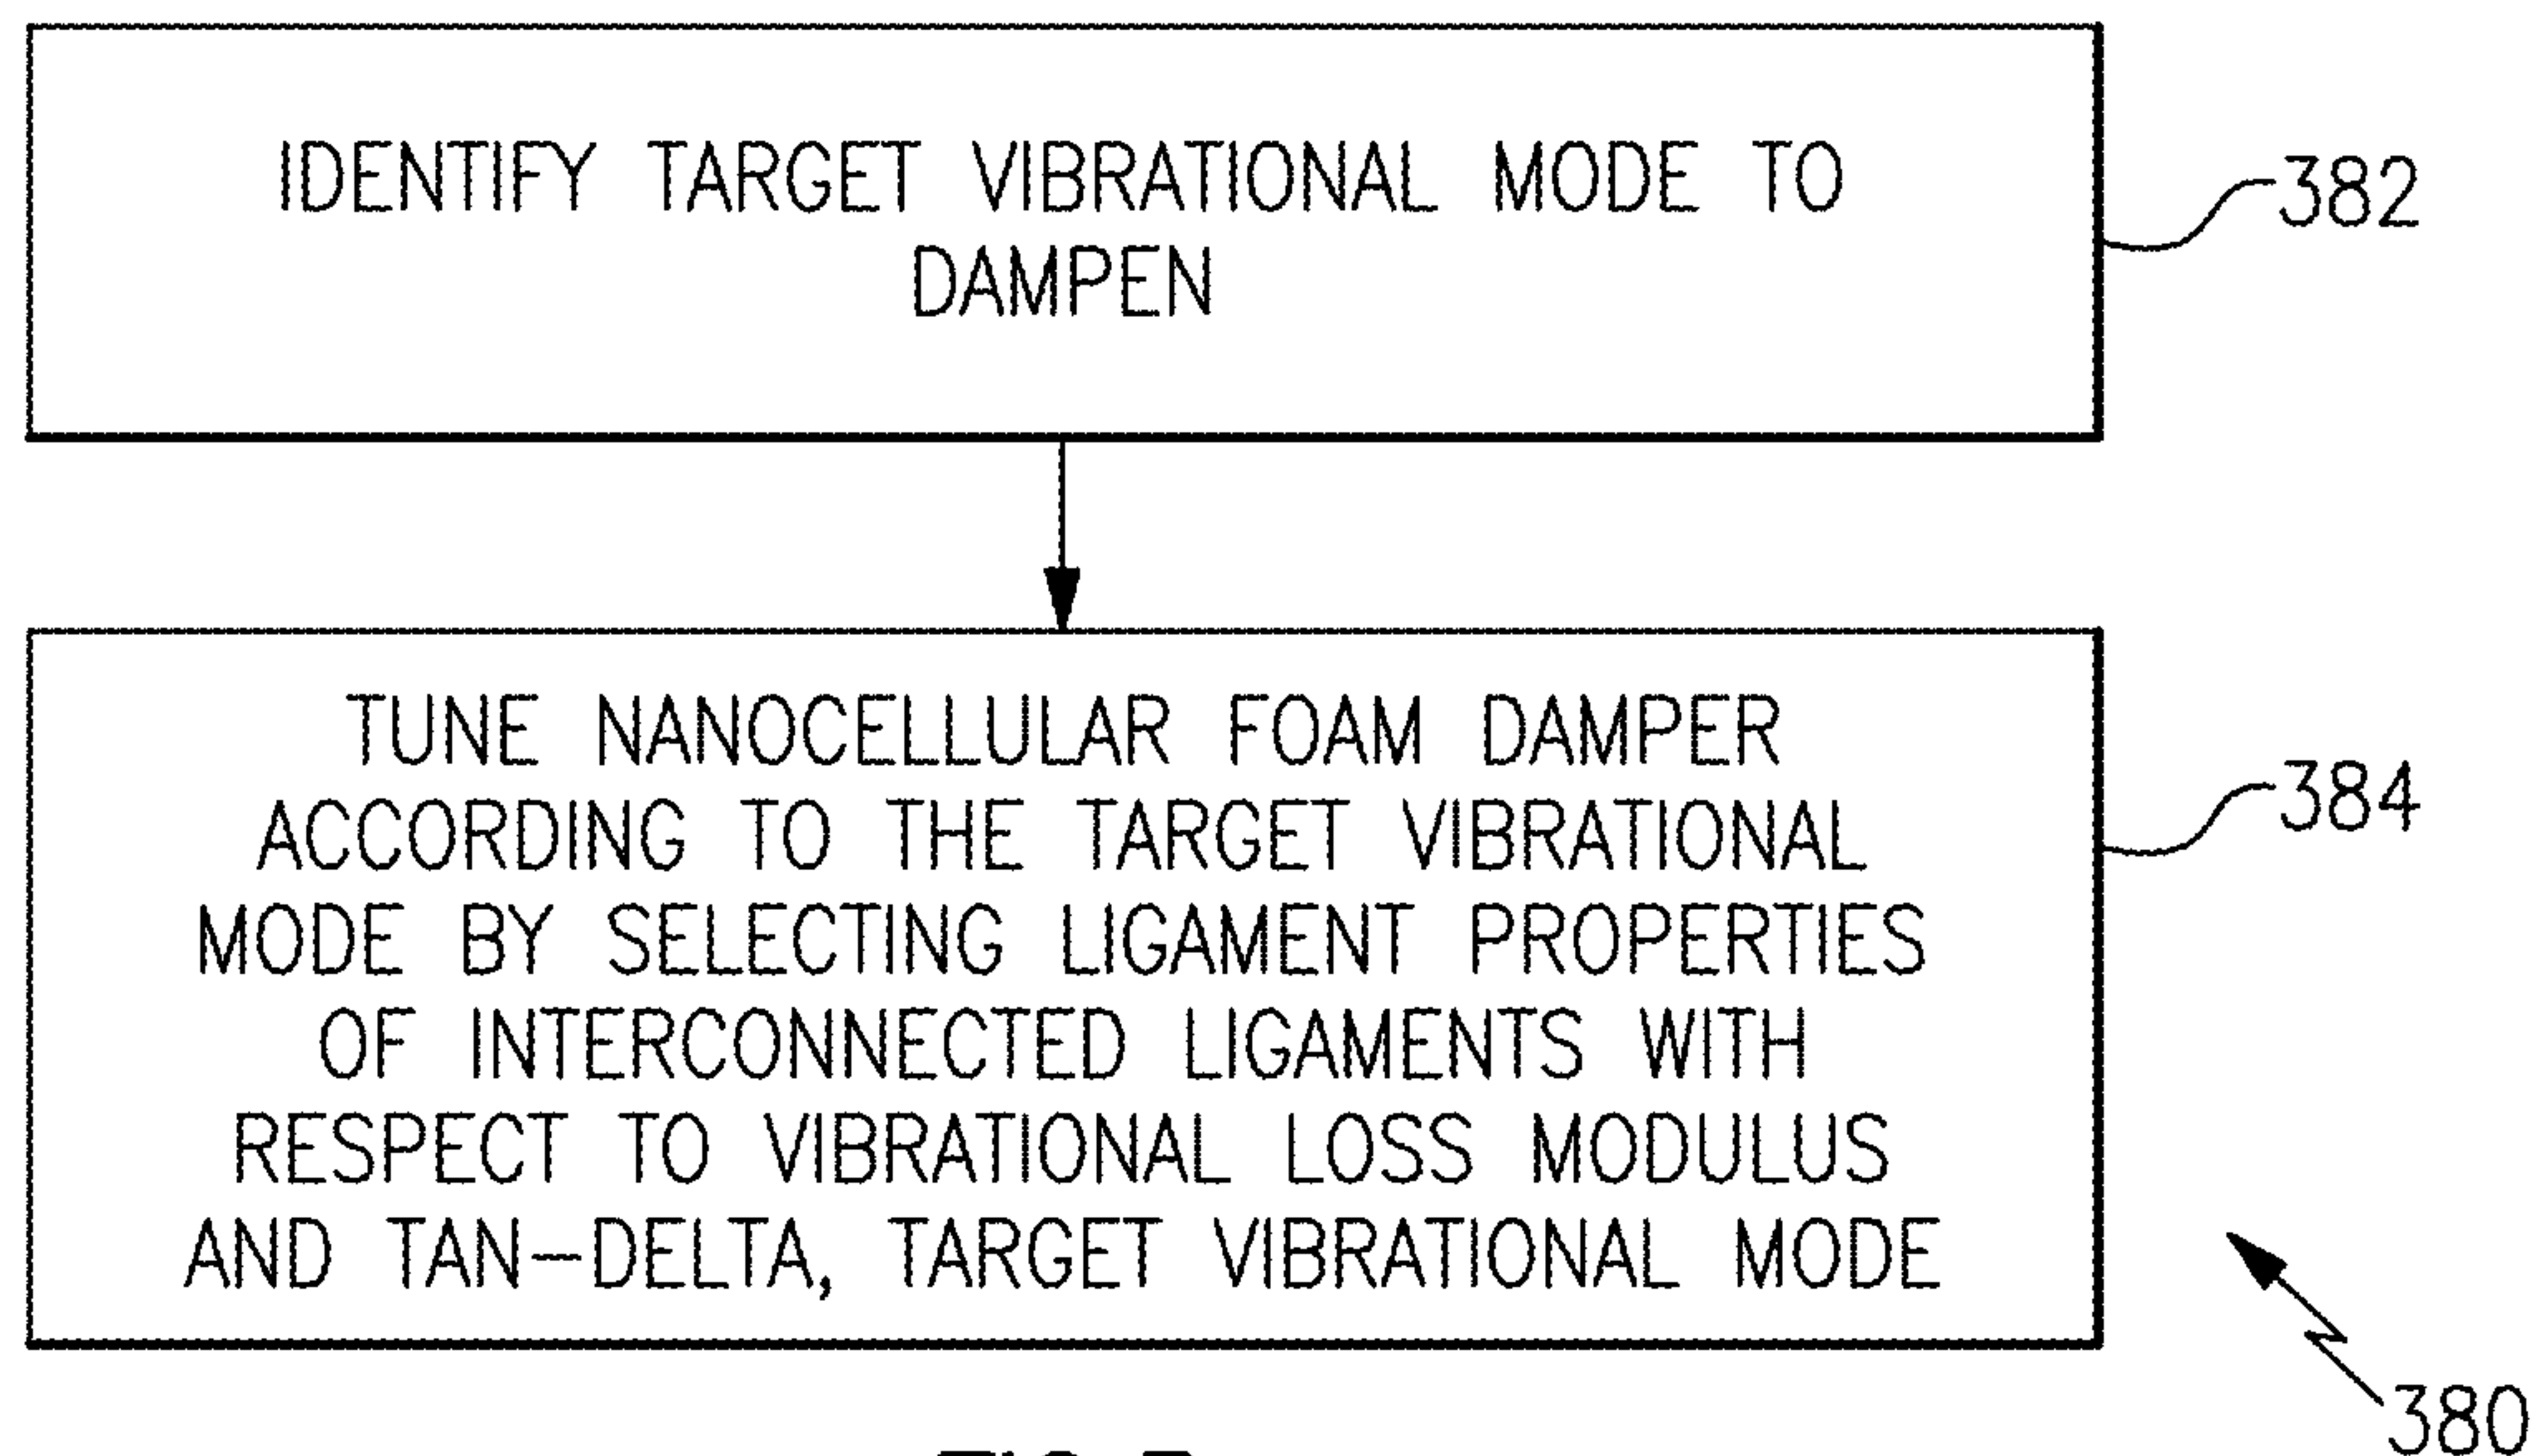 IDENTIFY TARGET VIBRATIONAL MODE TO
DAMPEN
382
TUNE NANOCELLULAR FOAM DAMPER
ACCORDING TO THE TARGET VIBRATIONAL
MODE BY SELECTING LIGAMENT PROPERTIES
OF INTERCONNECTED LIGAMENTS WITH
RESPECT TO VIBRATIONAL LOSS MODULUS
AND TAN-DELTA, TARGET VIBRATIONAL MODE
384
380